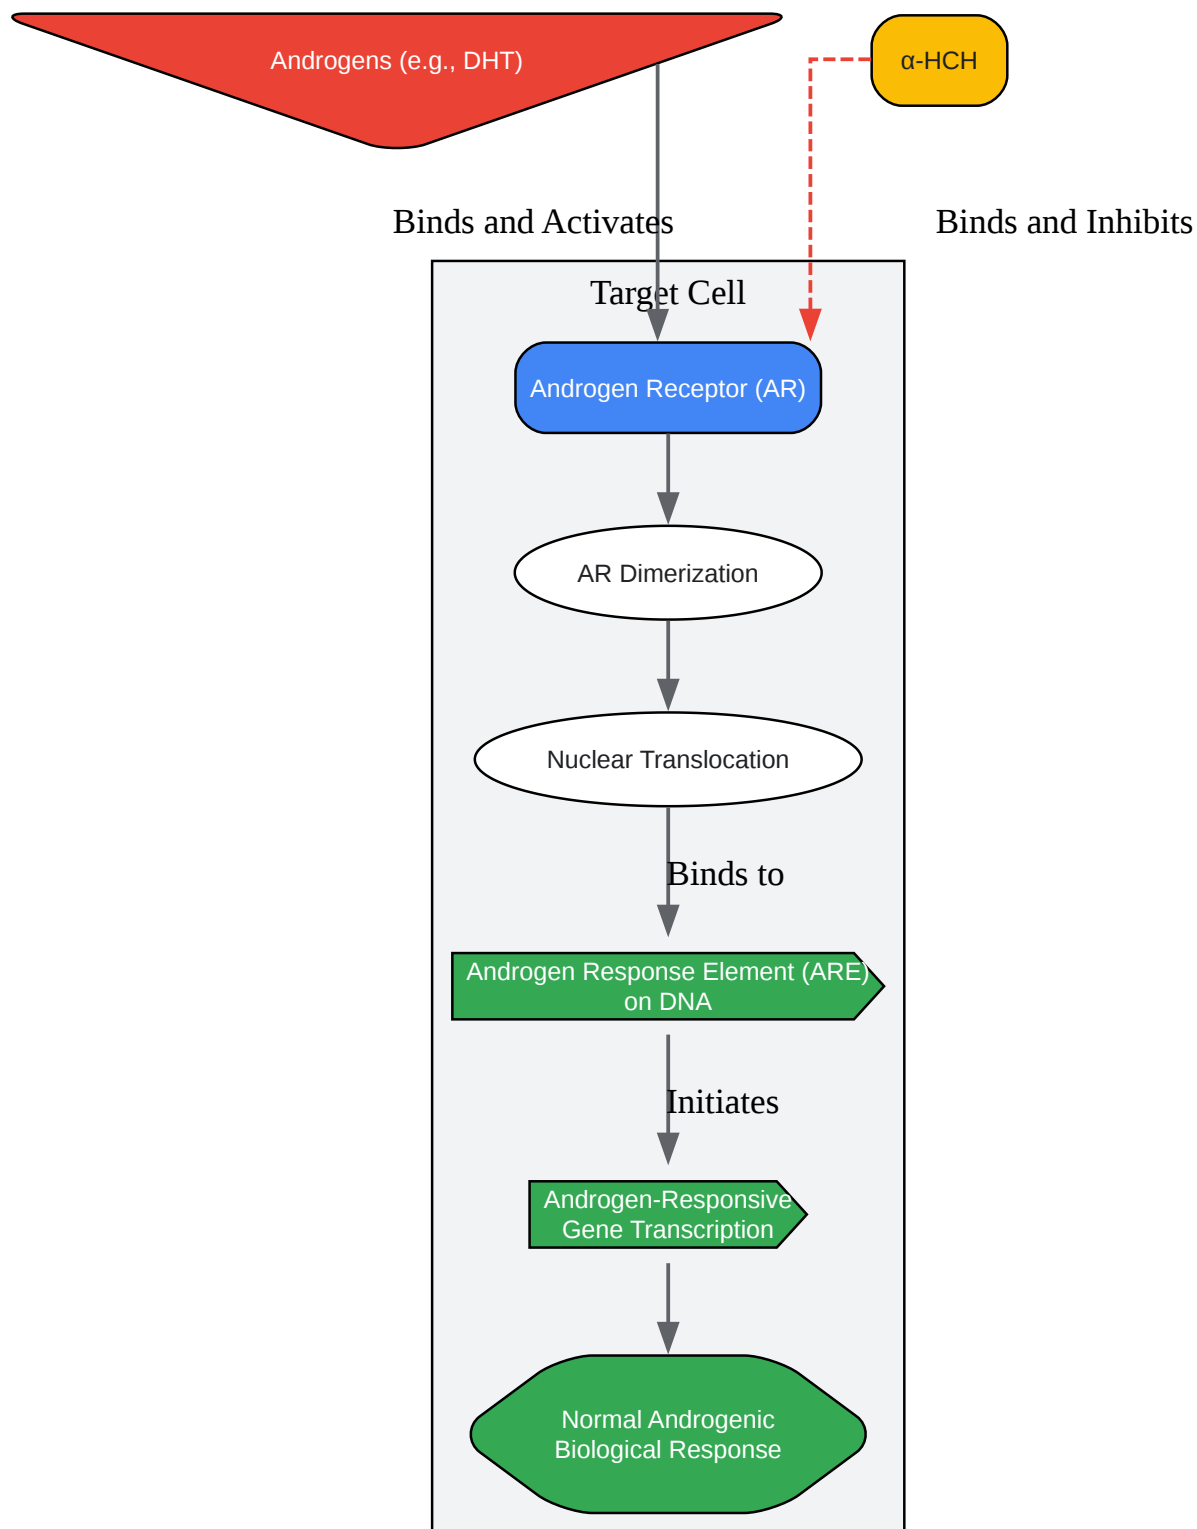 Androgens (e.g., DHT)
α-HCH
Binds and Activates
Binds and Inhibits
Target Cell
Androgen Receptor (AR)
AR Dimerization
Nuclear Translocation
Binds to
Androgen Response Element (ARE)
on DNA
Initiates
Androgen-Responsive
Gene Transcription
Normal Androgenic
Biological Response